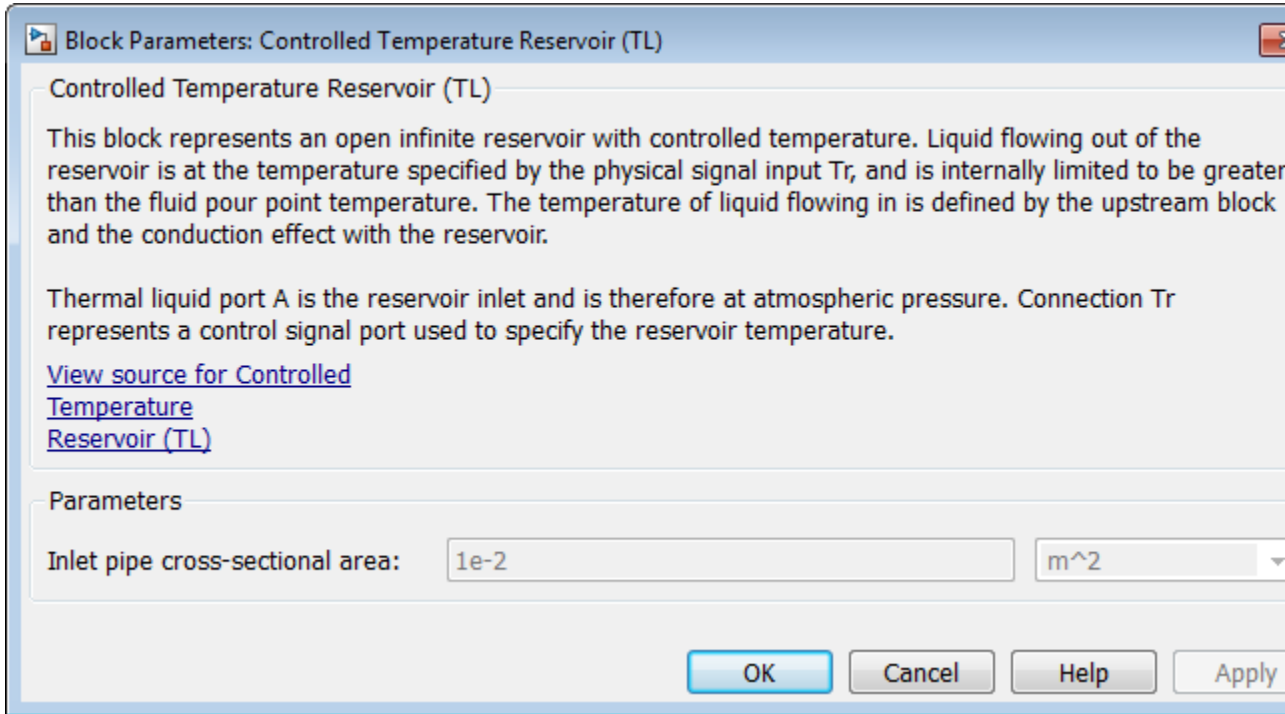 Block Parameters: Controlled Temperature Reservoir (TL)
Controlled Temperature Reservoir (TL)
This block represents an open infinite reservoir with controlled temperature. Liquid flowing out of the
reservoir is at the temperature specified by the physical signal input Tr, and is internally limited to be greater
than the fluid pour point temperature. The temperature of liquid flowing in is defined by the upstream block
and the conduction effect with the reservoir.
Thermal liquid port A is the reservoir inlet and is therefore at atmospheric pressure. Connection Tr
represents a control signal port used to specify the reservoir temperature.
View source for Controlled
Temperature
Reservoir (TL)
Parameters
Inlet pipe cross-sectional area: 1e-2 m^2
OK Cancel Help Apply